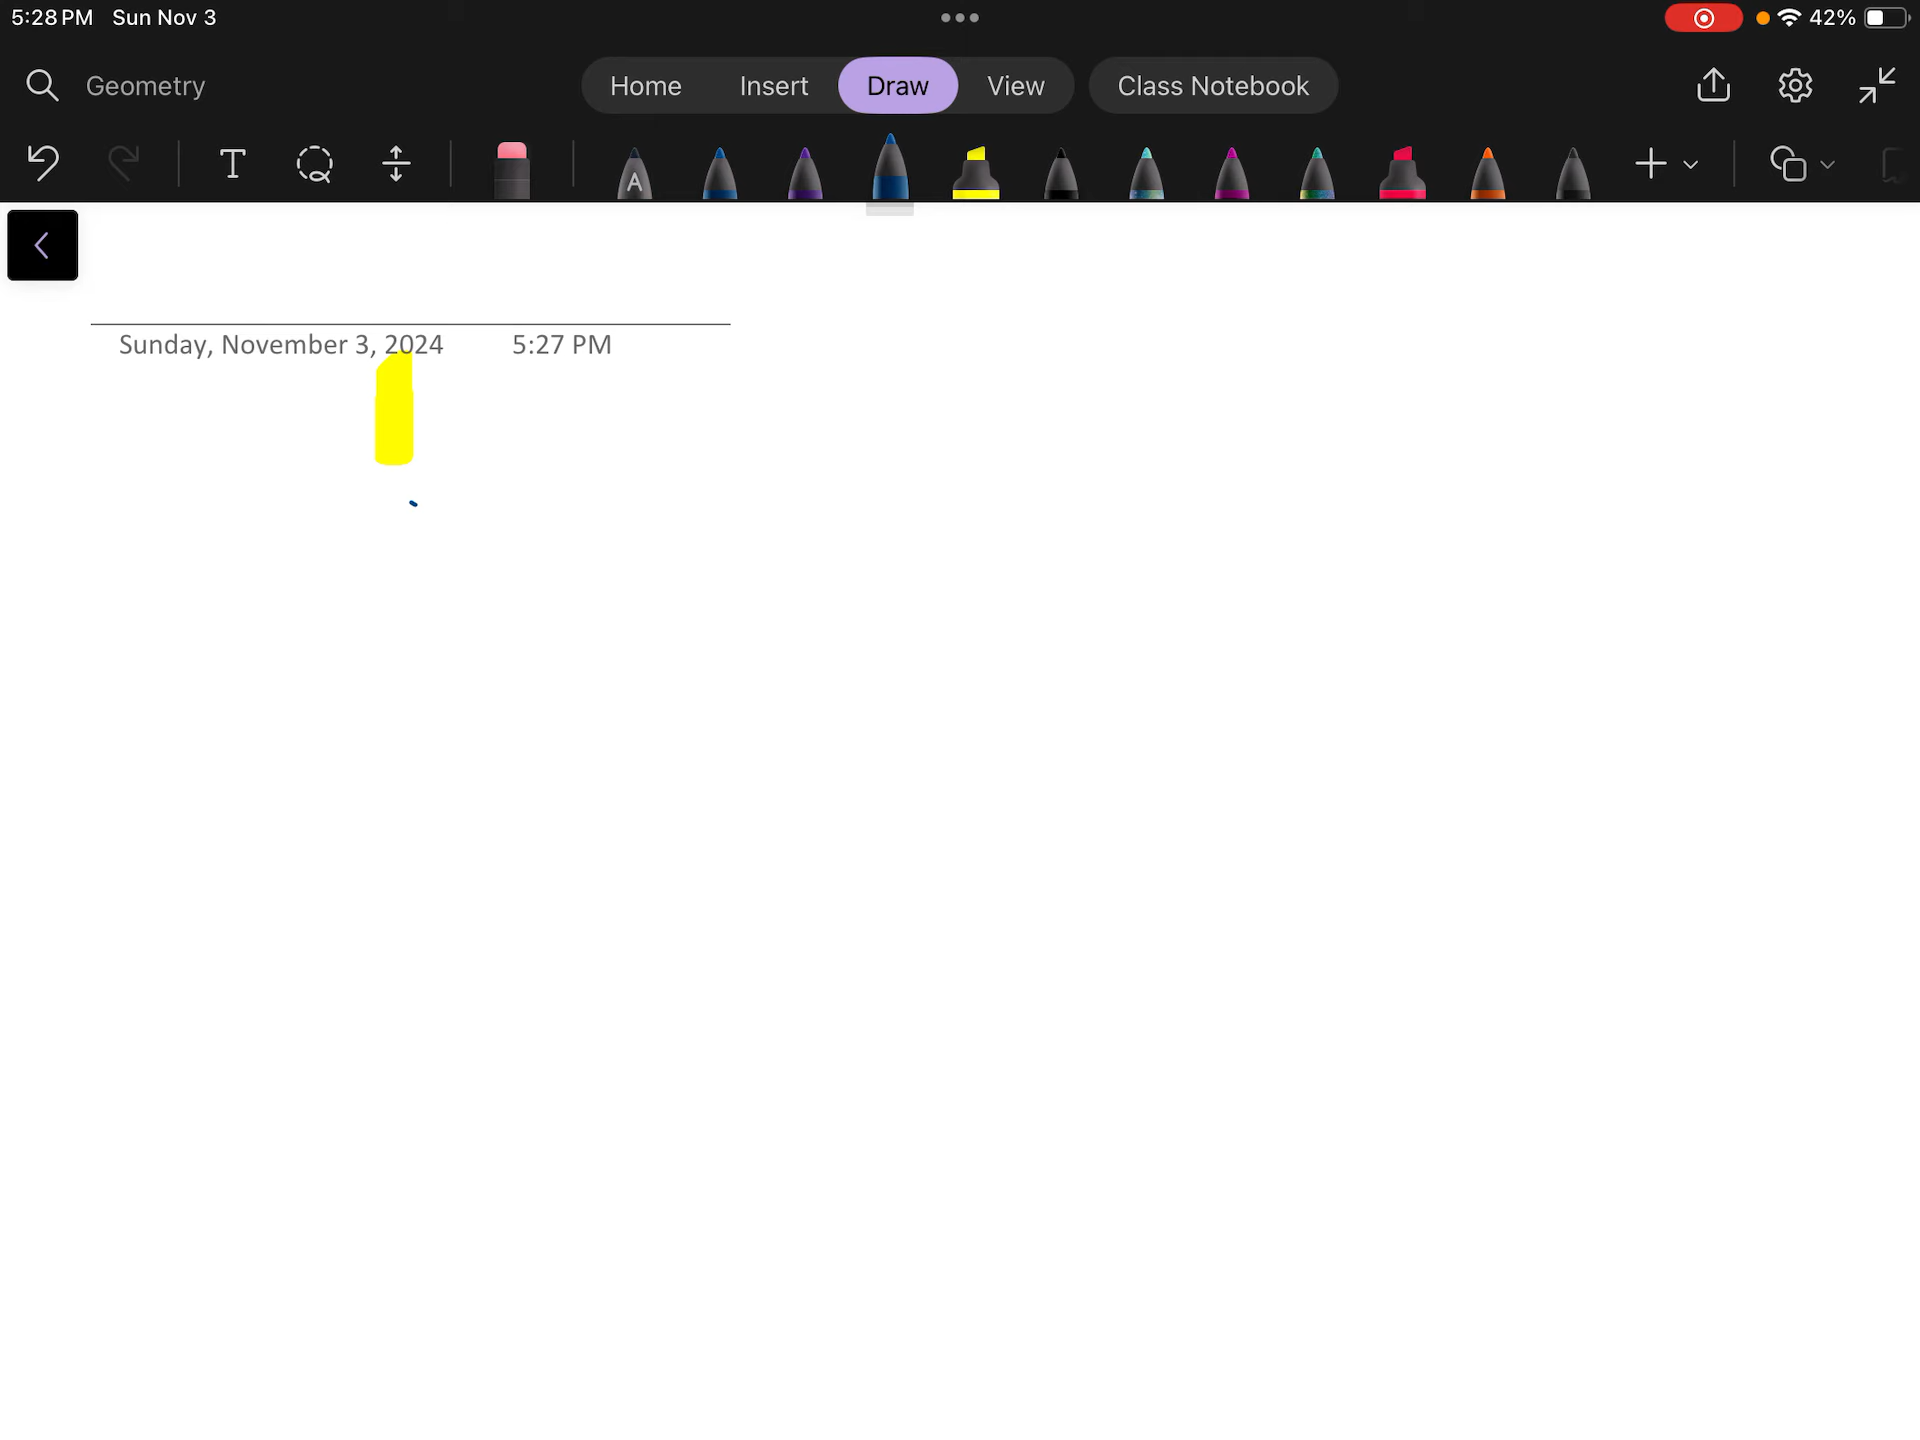 5:28 PM Sun Nov 3 42%
Geometry Home Insert Draw View Class Notebook
T A
Sunday, November 3, 2024 5:27 PM